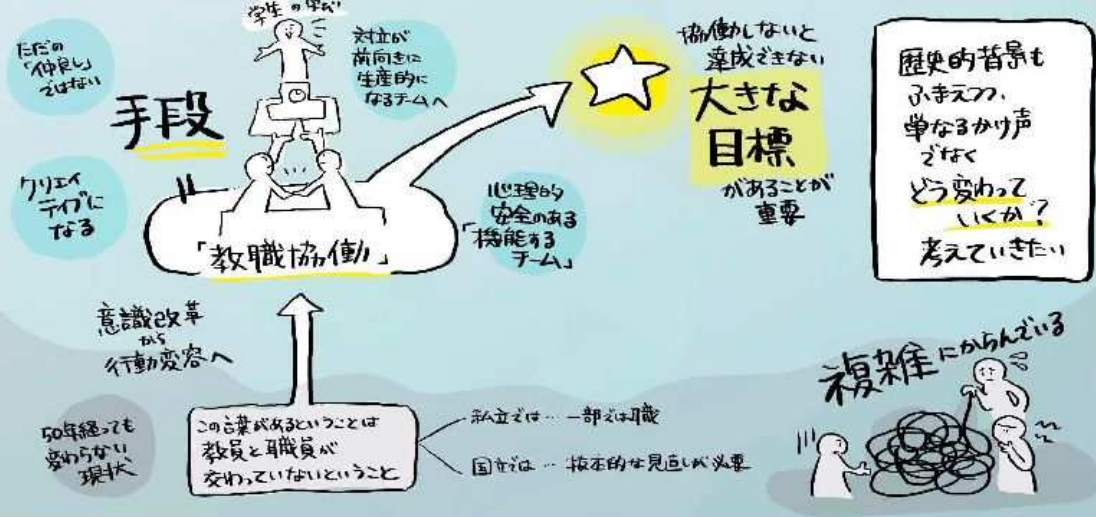 学生の学び
ただの
「仲良し」
ではない
対立が
前向きに
生産的に
なるチームへ
手段
クリエイ
ティブに
なる
心理的
安全のある
「機能する
チーム」
「教職協働」
協働しないと
達成できない
大きな
目標
があることが
重要
歴史的背景も
ふまえつつ、
単なるかけ声
でなく
どう変わって
いくか?
考えていきたい
意識改革
から
行動変容へ
50年経っても
変わらない
現状
この言葉があるということは
教員と職員が
交わっていないということ
私立では…一部では職
国立では…抜本的な見直しが必要
複雑にからんでいる